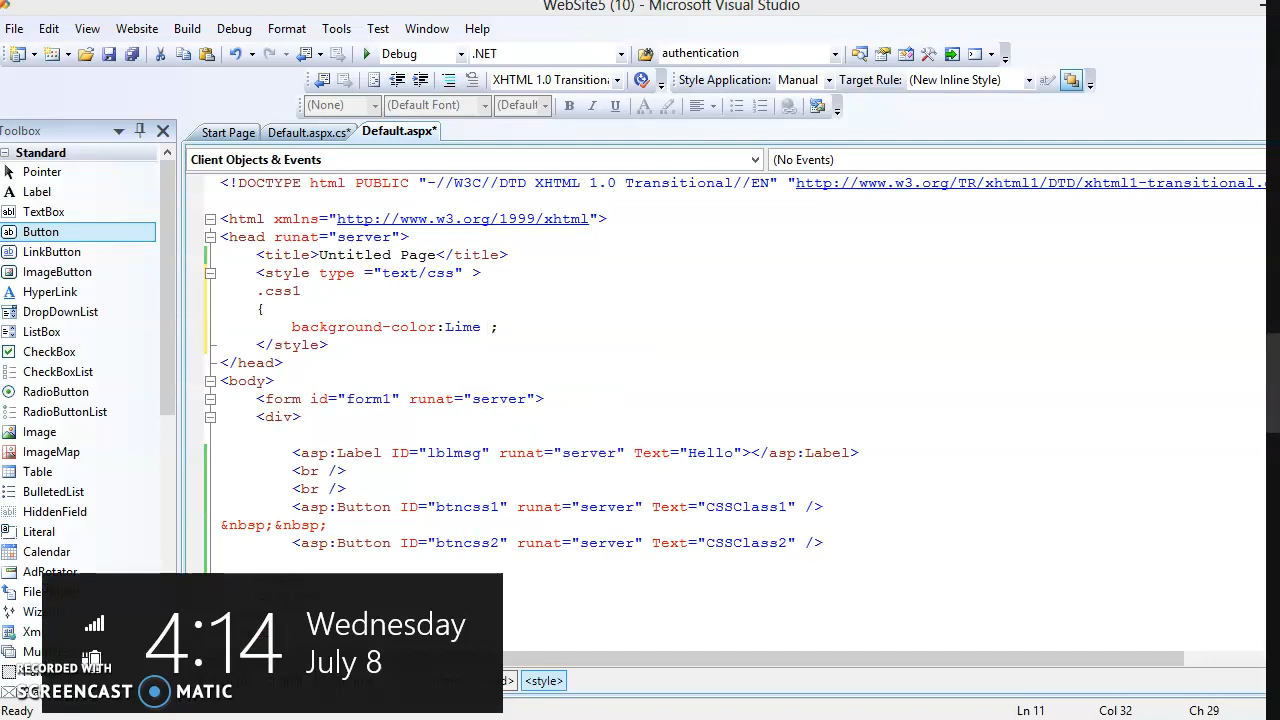 WebSite5 (10) - Microsoft Visual Studio
File Edit View Website Build Debug Format Tools Test Window Help
Debug .NET authentication
XHTML 1.0 Transition Style Application: Manual Target Rule: (New Inline Style)
(None) (Default Font) (Default
Toolbox Start Page Default.aspx.cs* Default.aspx*
Standard
Pointer
Label
TextBox
Button
LinkButton
ImageButton
HyperLink
DropDownList
ListBox
CheckBox
CheckBoxList
RadioButton
RadioButtonList
Image
ImageMap
Table
BulletedList
HiddenField
Literal
Calendar
AdRotator
File
Wiz
Xm
Mu
Client Objects & Events (No Events)
<!DOCTYPE html PUBLIC "-//W3C//DTD XHTML 1.0 Transitional//EN" "http://www.w3.org/TR/xhtml1/DTD/xhtml1-transitional.
<html xmlns="http://www.w3.org/1999/xhtml">
<head runat="server">
<title>Untitled Page</title>
<style type ="text/css" >
.css1
{
background-color:Lime ;
</style>
</head>
<body>
<form id="form1" runat="server">
<div>
<asp:Label ID="lblmsg" runat="server" Text="Hello"></asp:Label>
<br />
<br />
<asp:Button ID="btncss1" runat="server" Text="CSSClass1" />
&nbsp;&nbsp;
<asp:Button ID="btncss2" runat="server" Text="CSSClass2" />
4:14 Wednesday
July 8
RECORDED WITH
SCREENCAST MATIC
<style>
Ready Ln 11 Col 32 Ch 29